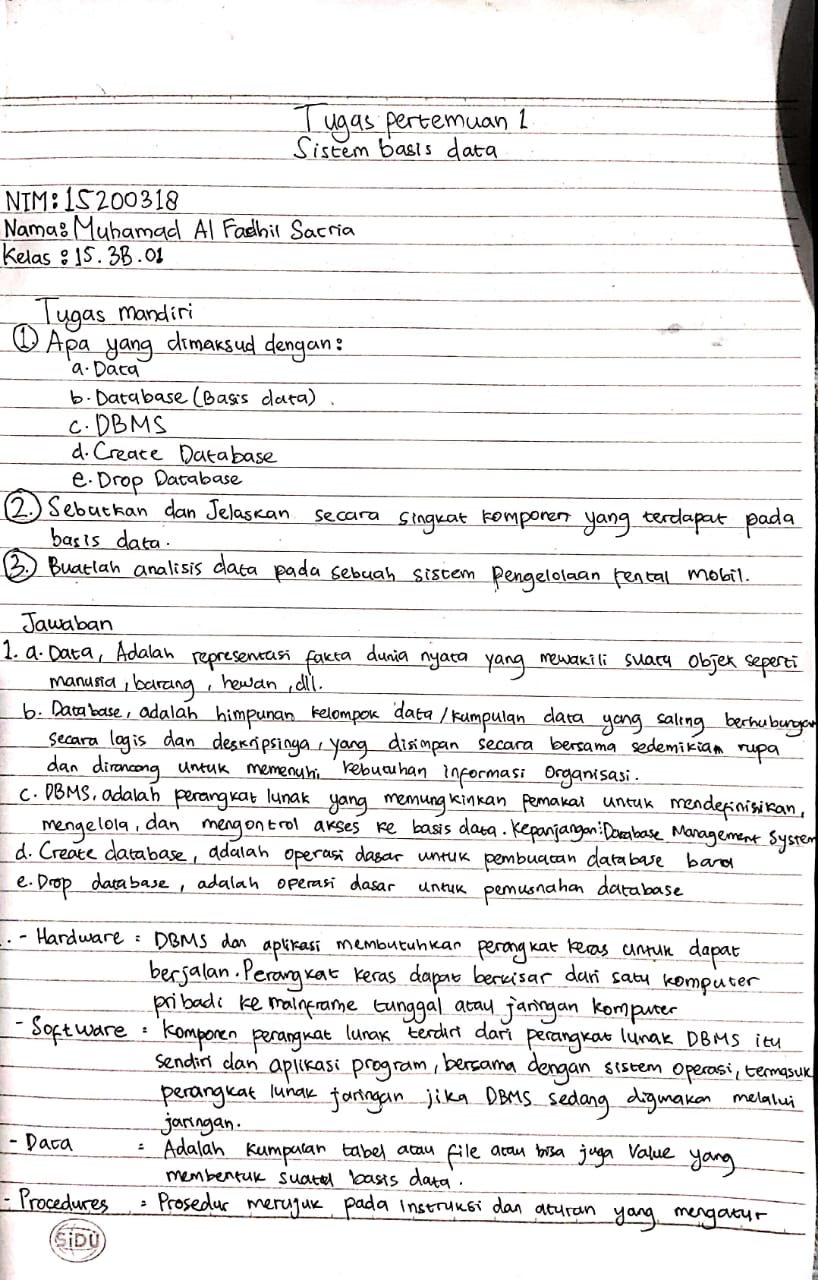 Tugas pertemuan 1
Sistem basis data
NIM: 15200318
Nama: Muhamad Al Fadhil Satria
Kelas : 15.3B.01
Tugas mandiri
1 Apa yang dimaksud dengan:
a. Data
b. Database (Basis data).
c. DBMS
d. Create Database
e. Drop Database
2. Sebutkan dan Jelaskan secara singkat komponen yang terdapat pada
basis data.
3. Buatlah analisis data pada sebuah sistem Pengelolaan rental mobil.
Jawaban
1. a. Data, Adalah representasi fakta dunia nyata yang mewakili suatu objek seperti
manusia, barang, hewan, dll.
b. Database, adalah himpunan kelompok data / kumpulan data yang saling berhubungan
secara logis dan deskripsinya, yang disimpan secara bersama sedemikian rupa
dan dirancang untuk memenuhi kebutuhan informasi organisasi.
c. DBMS, adalah perangkat lunak yang memungkinkan pemakai untuk mendefinisikan,
mengelola, dan mengontrol akses ke basis data. Kepanjangan: Database Management System
d. Create database, adalah operasi dasar untuk pembuatan database baru
e. Drop database, adalah operasi dasar untuk pemusnahan database
. - Hardware = DBMS dan aplikasi membutuhkan perangkat keras untuk dapat
berjalan. Perangkat keras dapat berkisar dari satu komputer
pribadi ke mainframe tunggal atau jaringan komputer
- Software = Komponen perangkat lunak terdiri dari perangkat lunak DBMS itu
sendiri dan aplikasi program, bersama dengan sistem operasi, termasuk
perangkat lunak jaringan jika DBMS sedang digunakan melalui
jaringan.
- Data = Adalah kumpulan tabel atau file atau bisa juga Value yang
membentuk suatu basis data.
- Procedures = Prosedur merujuk pada Instruksi dan aturan yang mengatur
SiDU